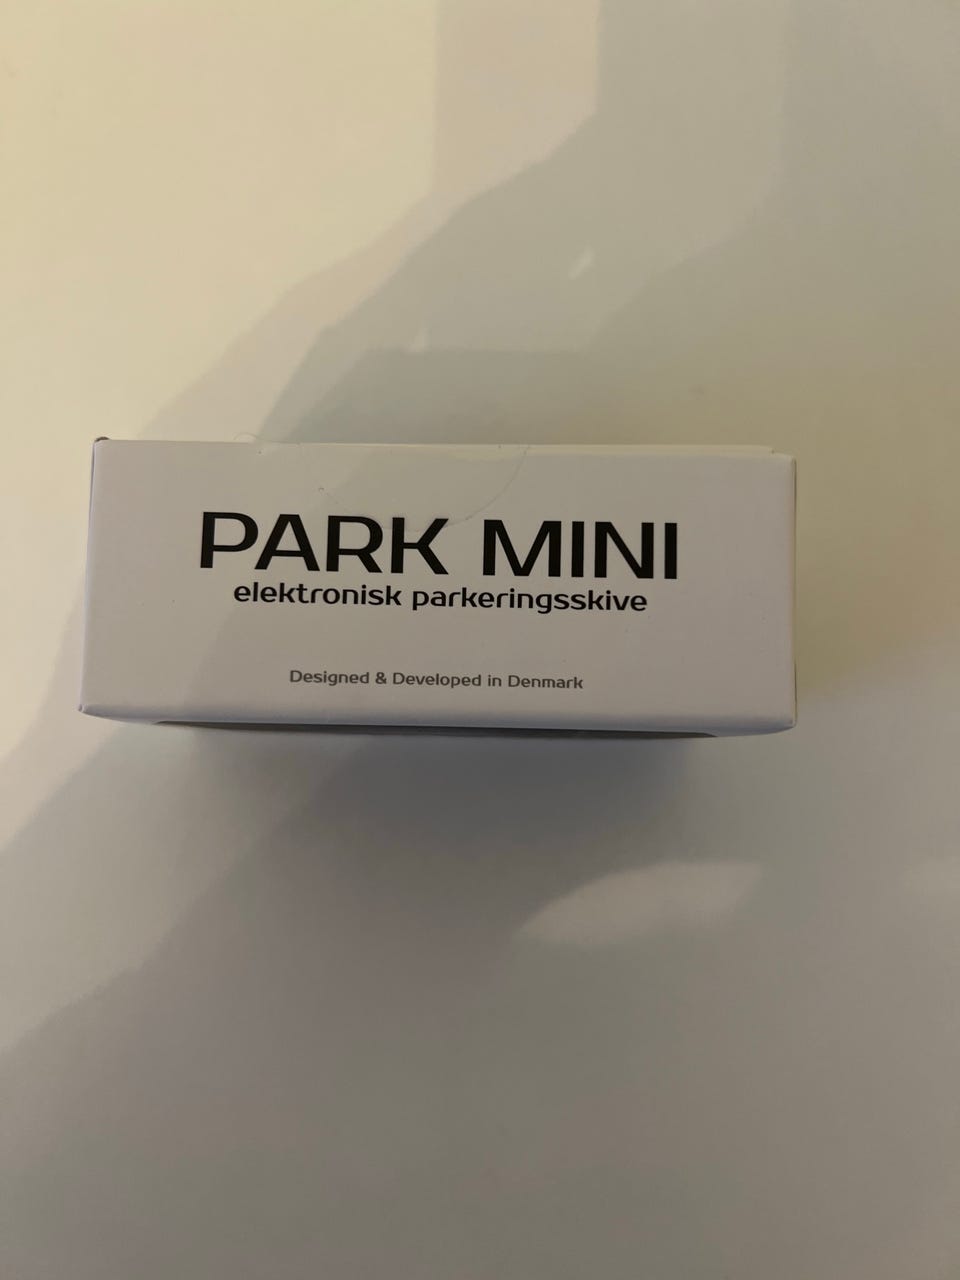 PARK MINI
elektronisk parkeringsskive
Designed & Developed in Denmark